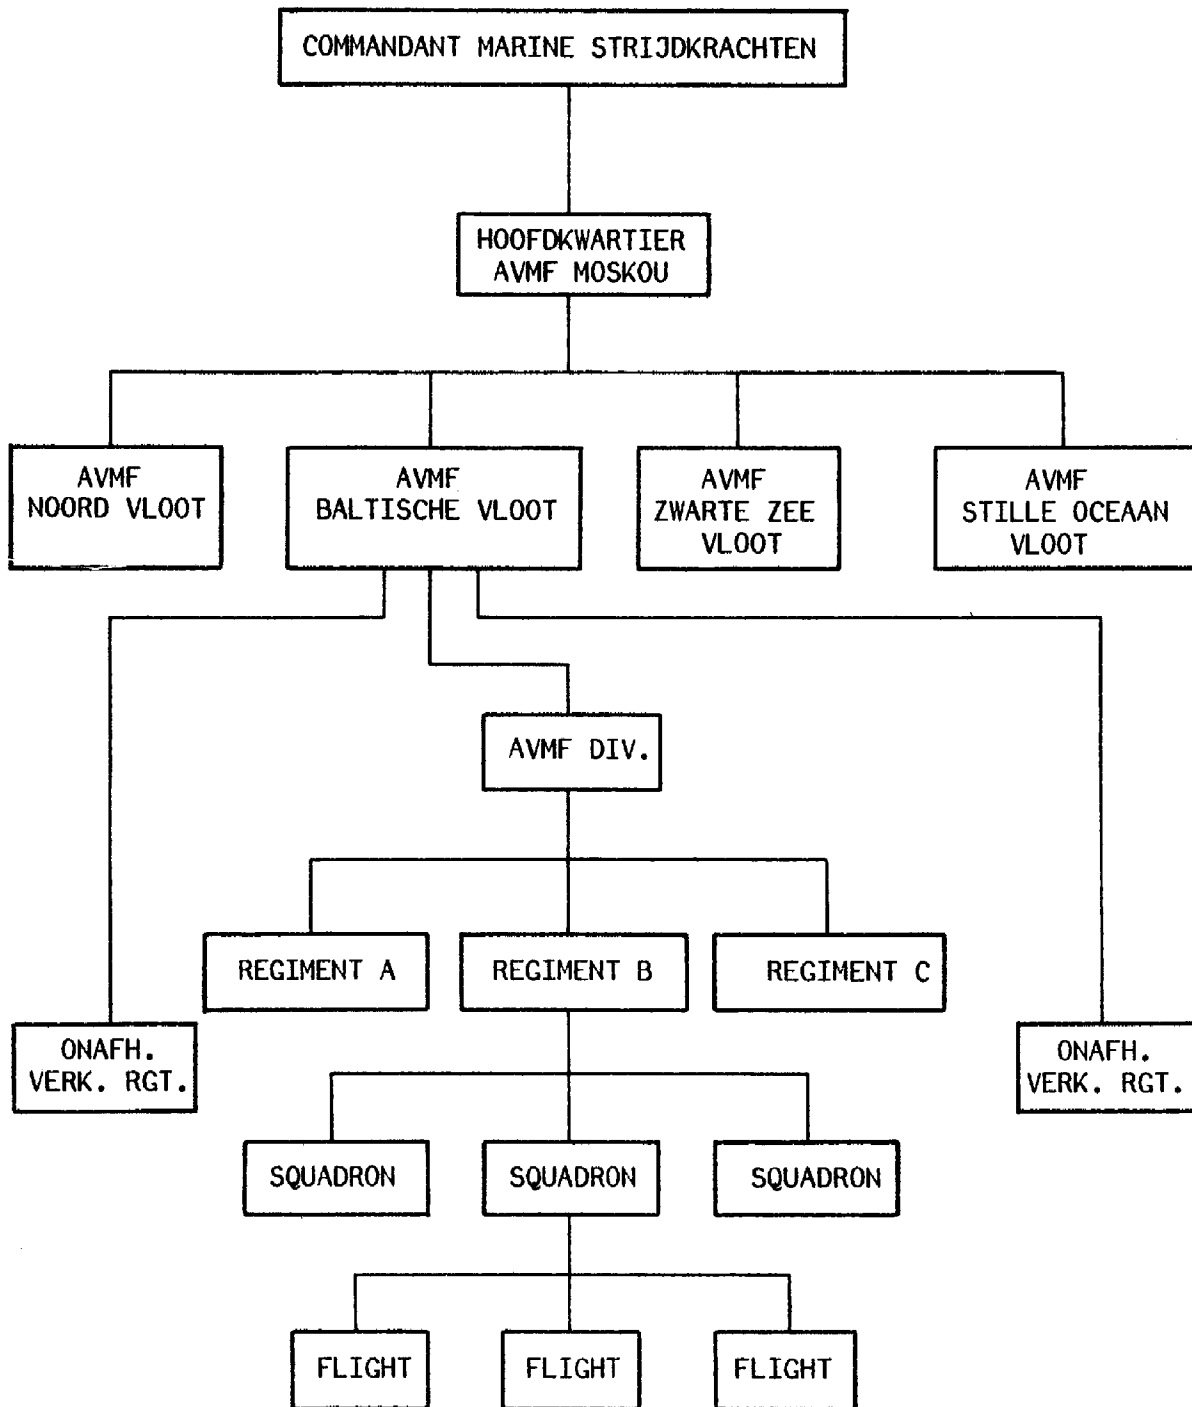 COMMANDANT MARINE STRIJDKRACHTEN
HOOFDKWARTIER
AVMF MOSKOU
AVMF
NOORD VLOOT
AVMF
BALTISCHE VLOOT
AVMF
ZWARTE ZEE
VLOOT
AVMF
STILLE OCEAAN
VLOOT
AVMF DIV.
REGIMENT A
REGIMENT B
REGIMENT C
ONAFH.
VERK. RGT.
ONAFH.
VERK. RGT.
SQUADRON
SQUADRON
SQUADRON
FLIGHT
FLIGHT
FLIGHT